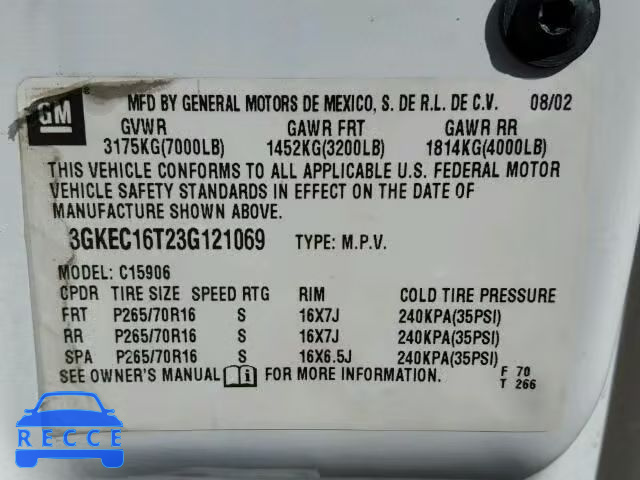 GM
®
MFD BY GENERAL MOTORS DE MEXICO, S. DE R.L. DE C.V. 08/02
GVWR GAWR FRT GAWR RR
3175KG(7000LB) 1452KG(3200LB) 1814KG(4000LB)
THIS VEHICLE CONFORMS TO ALL APPLICABLE U.S. FEDERAL MOTOR
VEHICLE SAFETY STANDARDS IN EFFECT ON THE DATE OF
MANUFACTURE SHOWN ABOVE.
3GKEC16T23G121069 TYPE: M.P.V.
MODEL: C15906
CPDR TIRE SIZE SPEED RTG RIM COLD TIRE PRESSURE
FRT P265/70R16 S 16X7J 240KPA(35PSI)
RR P265/70R16 S 16X7J 240KPA(35PSI)
SPA P265/70R16 S 16X6.5J 240KPA(35PSI)
SEE OWNER'S MANUAL FOR MORE INFORMATION. F 70
T 266
BIDFAX